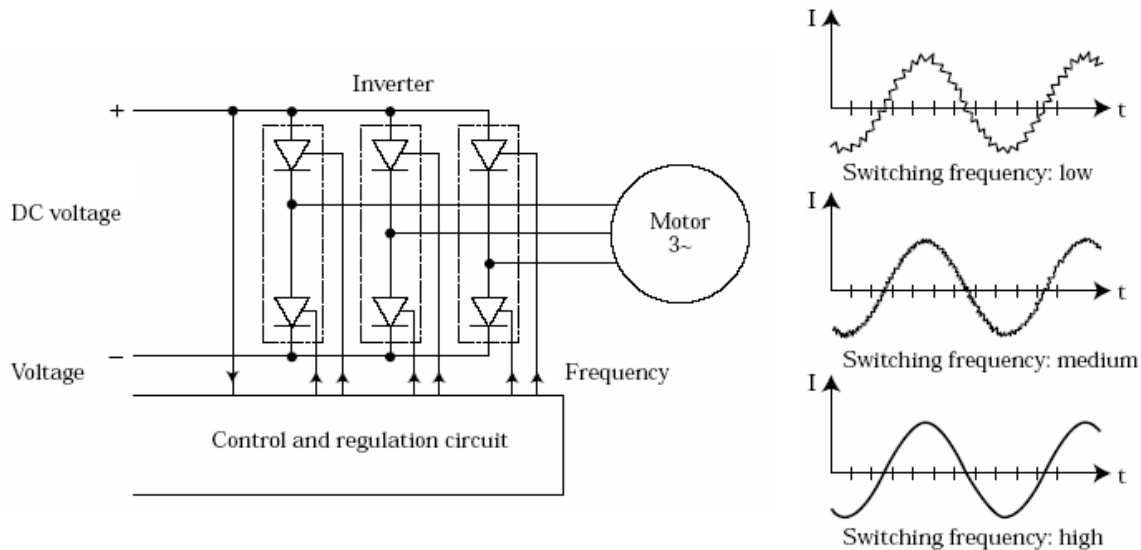 Inverter
+
DC voltage
Motor
3~
−
Voltage
Frequency
Control and regulation circuit
I
t
Switching frequency: low
I
t
Switching frequency: medium
I
t
Switching frequency: high